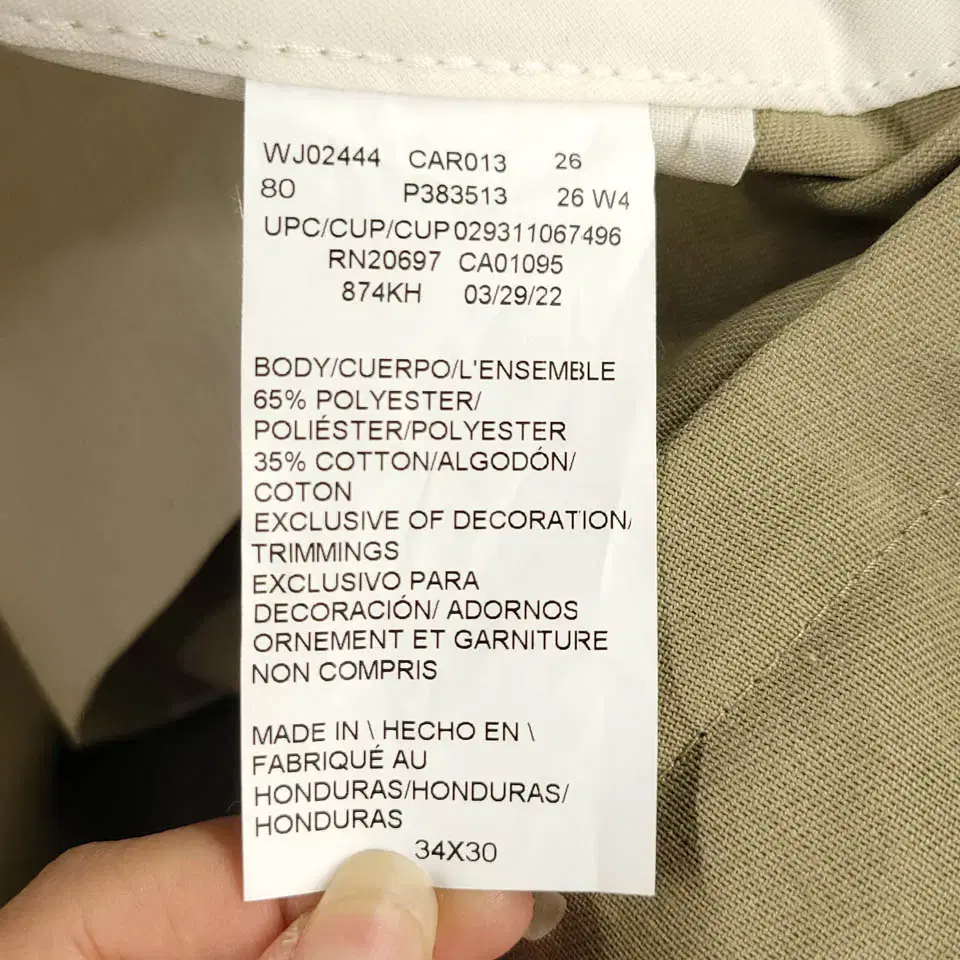 WJ02444 CAR013 26
80 P383513 26 W4
UPC/CUP/CUP 029311067496
RN20697 CA01095
874KH 03/29/22
BODY/CUERPO/L'ENSEMBLE
65% POLYESTER/
POLIÉSTER/POLYESTER
35% COTTON/ALGODÓN/
COTON
EXCLUSIVE OF DECORATION/
TRIMMINGS
EXCLUSIVO PARA
DECORACIÓN/ ADORNOS
ORNEMENT ET GARNITURE
NON COMPRIS
MADE IN \ HECHO EN \
FABRIQUÉ AU
HONDURAS/HONDURAS/
HONDURAS
34X30